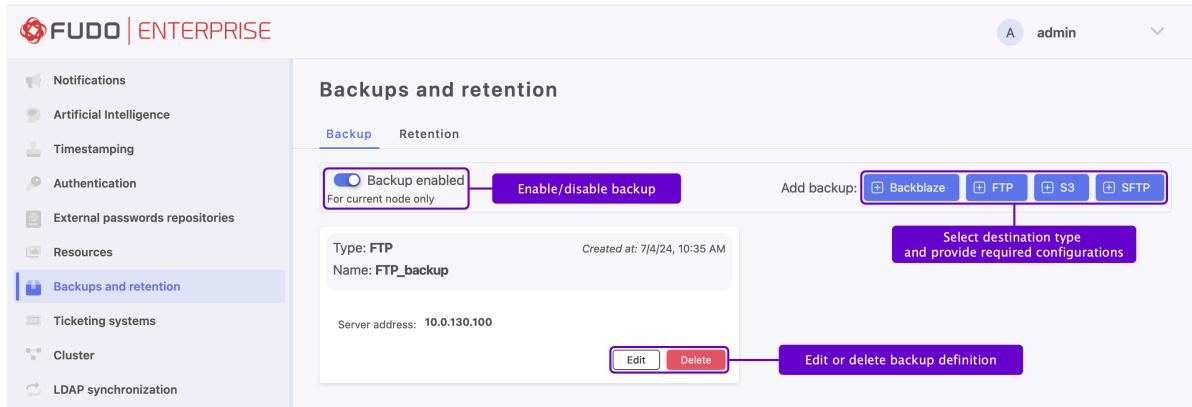 FUDO ENTERPRISE
A admin
Notifications
Artificial Intelligence
Timestamping
Authentication
External passwords repositories
Resources
Backups and retention
Ticketing systems
Cluster
LDAP synchronization
Backups and retention
Backup Retention
Backup enabled
For current node only
Enable/disable backup
Add backup: Backblaze FTP S3 SFTP
Select destination type
and provide required configurations
Type: FTP Created at: 7/4/24, 10:35 AM
Name: FTP_backup
Server address: 10.0.130.100
Edit Delete
Edit or delete backup definition